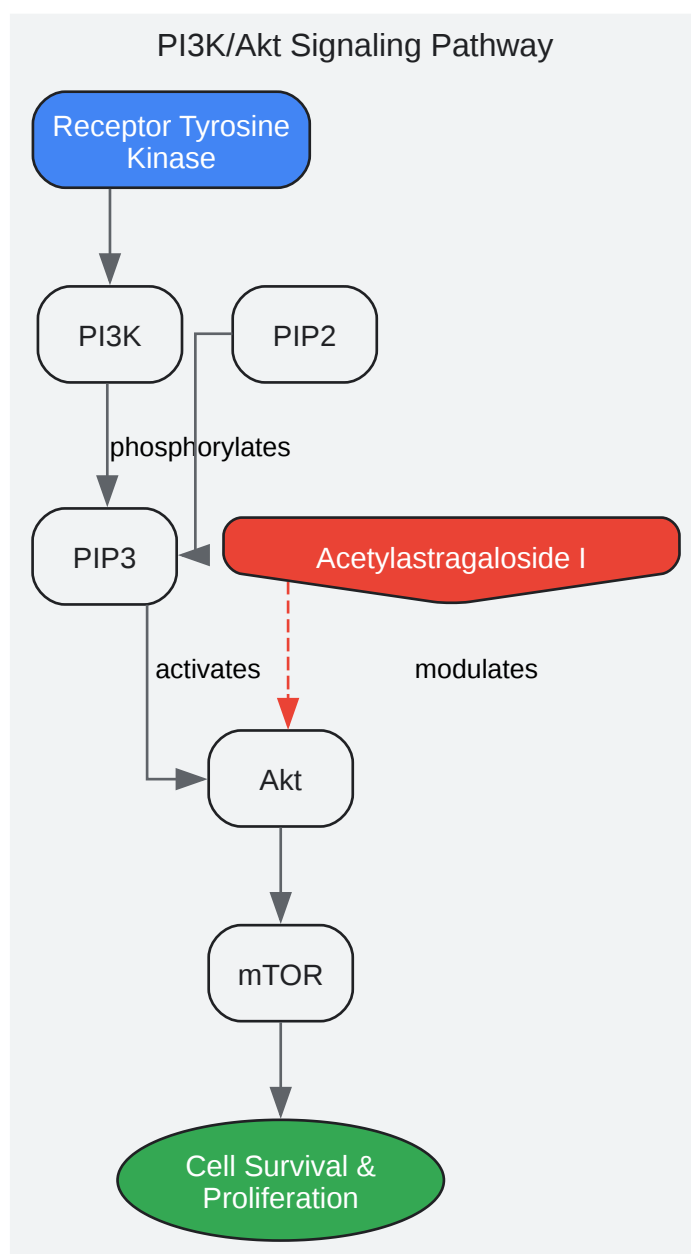 PI3K/Akt Signaling Pathway
Receptor Tyrosine
Kinase
PI3K
PIP2
phosphorylates
PIP3
Acetylastragaloside I
activates
modulates
Akt
mTOR
Cell Survival &
Proliferation